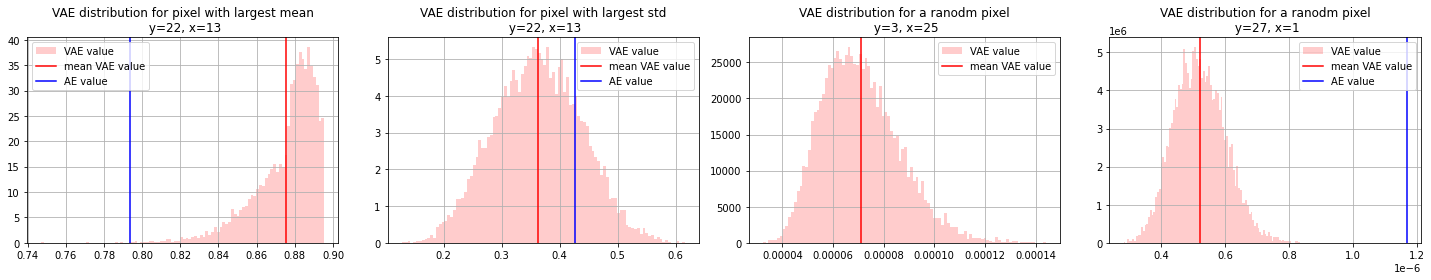 VAE distribution for pixel with largest mean
y=22, x=13
VAE value
mean VAE value
AE value
40
35
30
25
20
15
10
5
0
0.74 0.76 0.78 0.80 0.82 0.84 0.86 0.88 0.90
VAE distribution for pixel with largest std
y=22, x=13
VAE value
mean VAE value
AE value
5
4
3
2
1
0
0.2 0.3 0.4 0.5 0.6
VAE distribution for a ranodm pixel
y=3, x=25
VAE value
mean VAE value
25000
20000
15000
10000
5000
0
0.00004 0.00006 0.00008 0.00010 0.00012 0.00014
VAE distribution for a ranodm pixel
y=27, x=1
1e6
VAE value
mean VAE value
AE value
5
4
3
2
1
0
0.4 0.6 0.8 1.0 1.2
1e−6